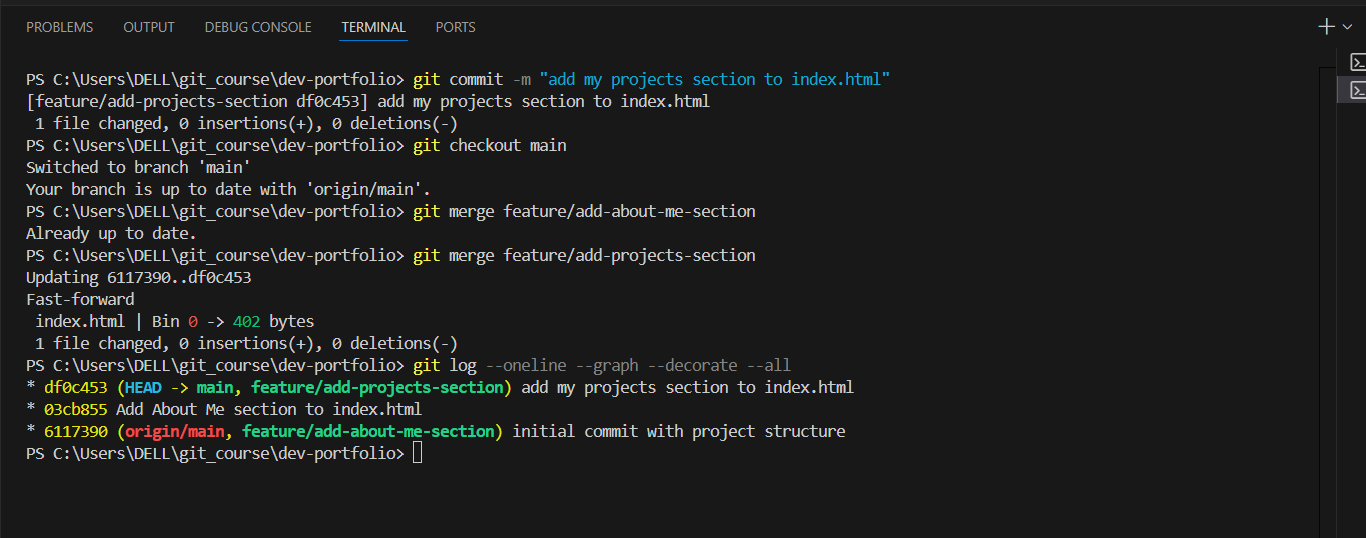 PROBLEMS OUTPUT DEBUG CONSOLE TERMINAL PORTS
PS C:\Users\DELL\git_course\dev-portfolio> git commit -m "add my projects section to index.html"
[feature/add-projects-section df0c453] add my projects section to index.html
 1 file changed, 0 insertions(+), 0 deletions(-)
PS C:\Users\DELL\git_course\dev-portfolio> git checkout main
Switched to branch 'main'
Your branch is up to date with 'origin/main'.
PS C:\Users\DELL\git_course\dev-portfolio> git merge feature/add-about-me-section
Already up to date.
PS C:\Users\DELL\git_course\dev-portfolio> git merge feature/add-projects-section
Updating 6117390..df0c453
Fast-forward
 index.html | Bin 0 -> 402 bytes
 1 file changed, 0 insertions(+), 0 deletions(-)
PS C:\Users\DELL\git_course\dev-portfolio> git log --oneline --graph --decorate --all
* df0c453 (HEAD -> main, feature/add-projects-section) add my projects section to index.html
* 03cb855 Add About Me section to index.html
* 6117390 (origin/main, feature/add-about-me-section) initial commit with project structure
PS C:\Users\DELL\git_course\dev-portfolio>